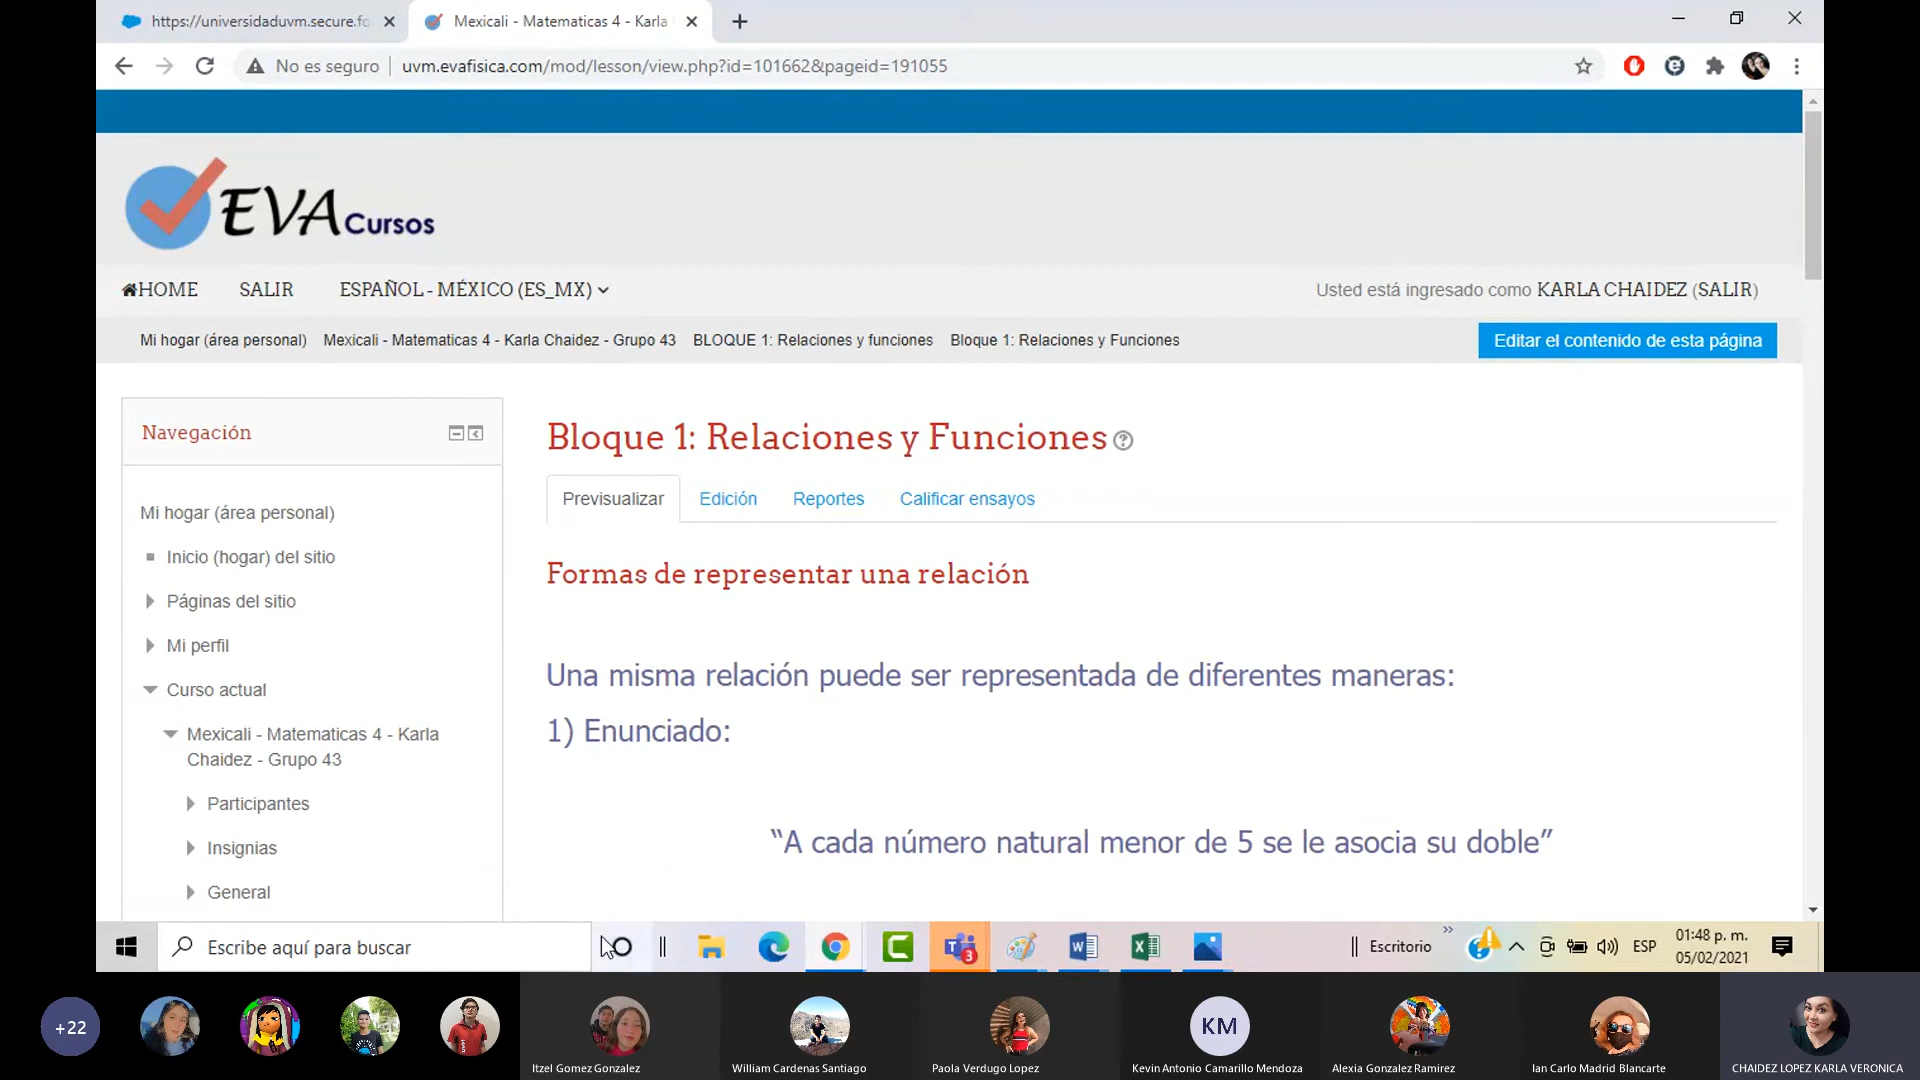 https://universidaduvm.secure.fo
Mexicali - Matematicas 4 - Karla
No es seguro
uvm.evafisica.com/mod/lesson/view.php?id=101662&pageid=191055
EVA Cursos
HOME
SALIR
ESPAÑOL - MÉXICO (ES_MX)
Usted está ingresado como KARLA CHAIDEZ (SALIR)
Mi hogar (área personal)
Mexicali - Matematicas 4 - Karla Chaidez - Grupo 43
BLOQUE 1: Relaciones y funciones
Bloque 1: Relaciones y Funciones
Editar el contenido de esta página
Navegación
Mi hogar (área personal)
Inicio (hogar) del sitio
Páginas del sitio
Mi perfil
Curso actual
Mexicali - Matematicas 4 - Karla
Chaidez - Grupo 43
Participantes
Insignias
General
Bloque 1: Relaciones y Funciones
Previsualizar
Edición
Reportes
Calificar ensayos
Formas de representar una relación
Una misma relación puede ser representada de diferentes maneras:
1) Enunciado:
“A cada número natural menor de 5 se le asocia su doble”
Escribe aquí para buscar
3
Escritorio
ESP
01:48 p. m.
05/02/2021
+22
KM
Itzel Gomez Gonzalez
William Cardenas Santiago
Paola Verdugo Lopez
Kevin Antonio Camarillo Mendoza
Alexia Gonzalez Ramirez
Ian Carlo Madrid Blancarte
CHAIDEZ LOPEZ KARLA VERONICA